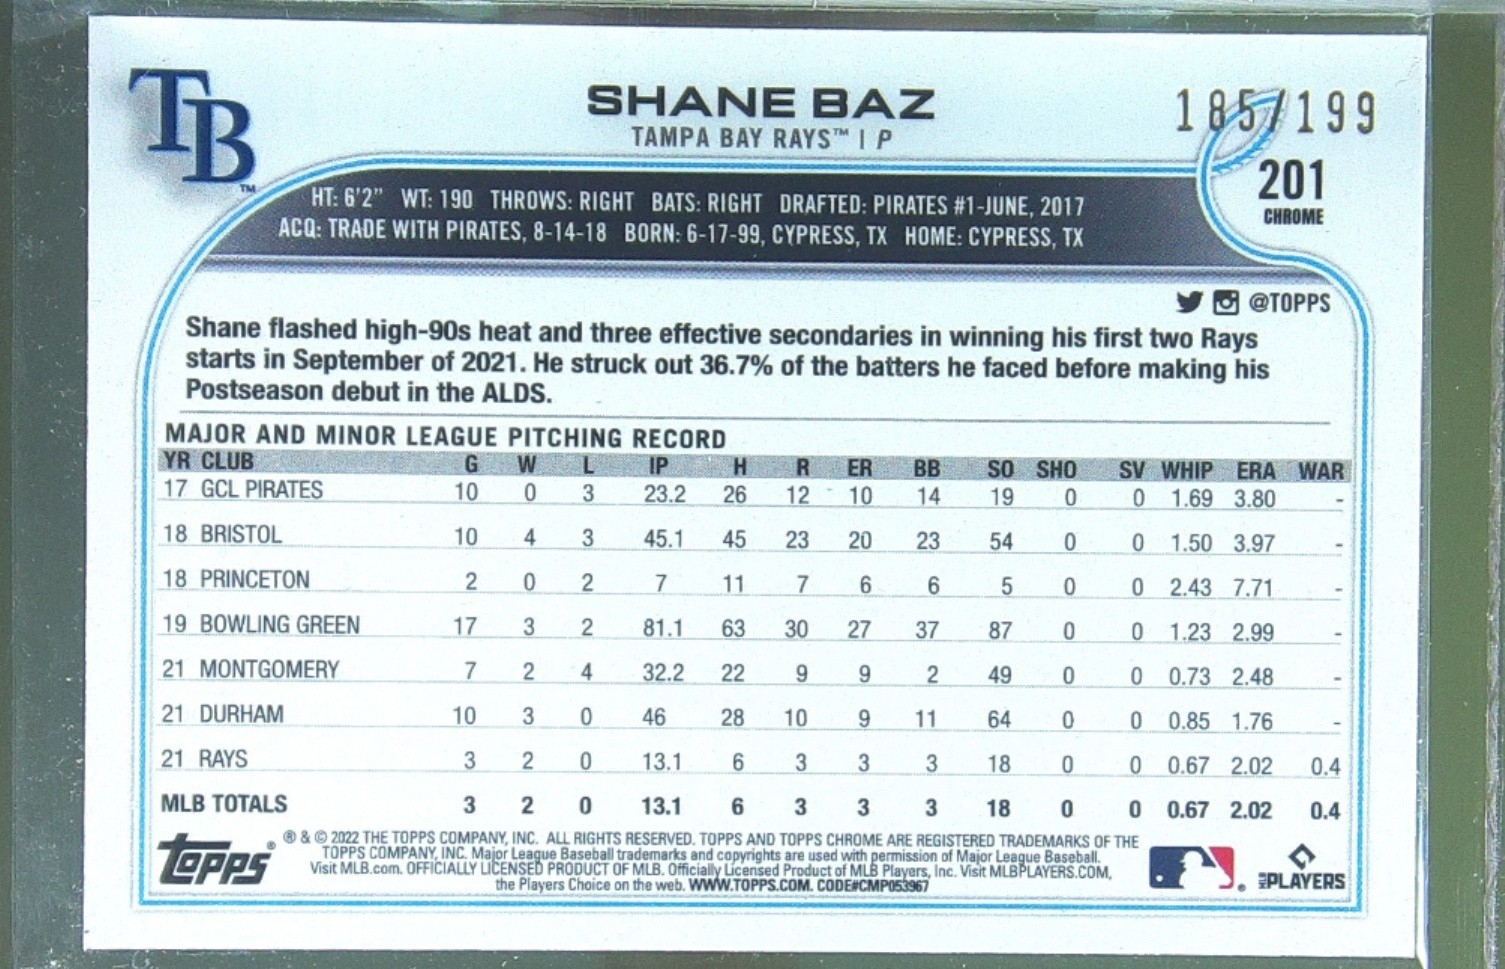 TB™
SHANE BAZ
TAMPA BAY RAYS™ | P
185/199
201
CHROME
HT: 6'2" WT: 190 THROWS: RIGHT BATS: RIGHT DRAFTED: PIRATES #1-JUNE, 2017
ACQ: TRADE WITH PIRATES, 8-14-18 BORN: 6-17-99, CYPRESS, TX HOME: CYPRESS, TX
@TOPPS
Shane flashed high-90s heat and three effective secondaries in winning his first two Rays
starts in September of 2021. He struck out 36.7% of the batters he faced before making his
Postseason debut in the ALDS.
MAJOR AND MINOR LEAGUE PITCHING RECORD
YR CLUB G W L IP H R ER BB SO SHO SV WHIP ERA WAR
17 GCL PIRATES 10 0 3 23.2 26 12 10 14 19 0 0 1.69 3.80 -
18 BRISTOL 10 4 3 45.1 45 23 20 23 54 0 0 1.50 3.97 -
18 PRINCETON 2 0 2 7 11 7 6 6 5 0 0 2.43 7.71 -
19 BOWLING GREEN 17 3 2 81.1 63 30 27 37 87 0 0 1.23 2.99 -
21 MONTGOMERY 7 2 4 32.2 22 9 9 2 49 0 0 0.73 2.48 -
21 DURHAM 10 3 0 46 28 10 9 11 64 0 0 0.85 1.76 -
21 RAYS 3 2 0 13.1 6 3 3 3 18 0 0 0.67 2.02 0.4
MLB TOTALS 3 2 0 13.1 6 3 3 3 18 0 0 0.67 2.02 0.4
Topps®
® & © 2022 THE TOPPS COMPANY, INC. ALL RIGHTS RESERVED. TOPPS AND TOPPS CHROME ARE REGISTERED TRADEMARKS OF THE
TOPPS COMPANY, INC. Major League Baseball trademarks and copyrights are used with permission of Major League Baseball.
Visit MLB.com. OFFICIALLY LICENSED PRODUCT OF MLB. Officially Licensed Product of MLB Players, Inc. Visit MLBPLAYERS.COM,
the Players Choice on the web. WWW.TOPPS.COM. CODE#CMP053967
MLB PLAYERS